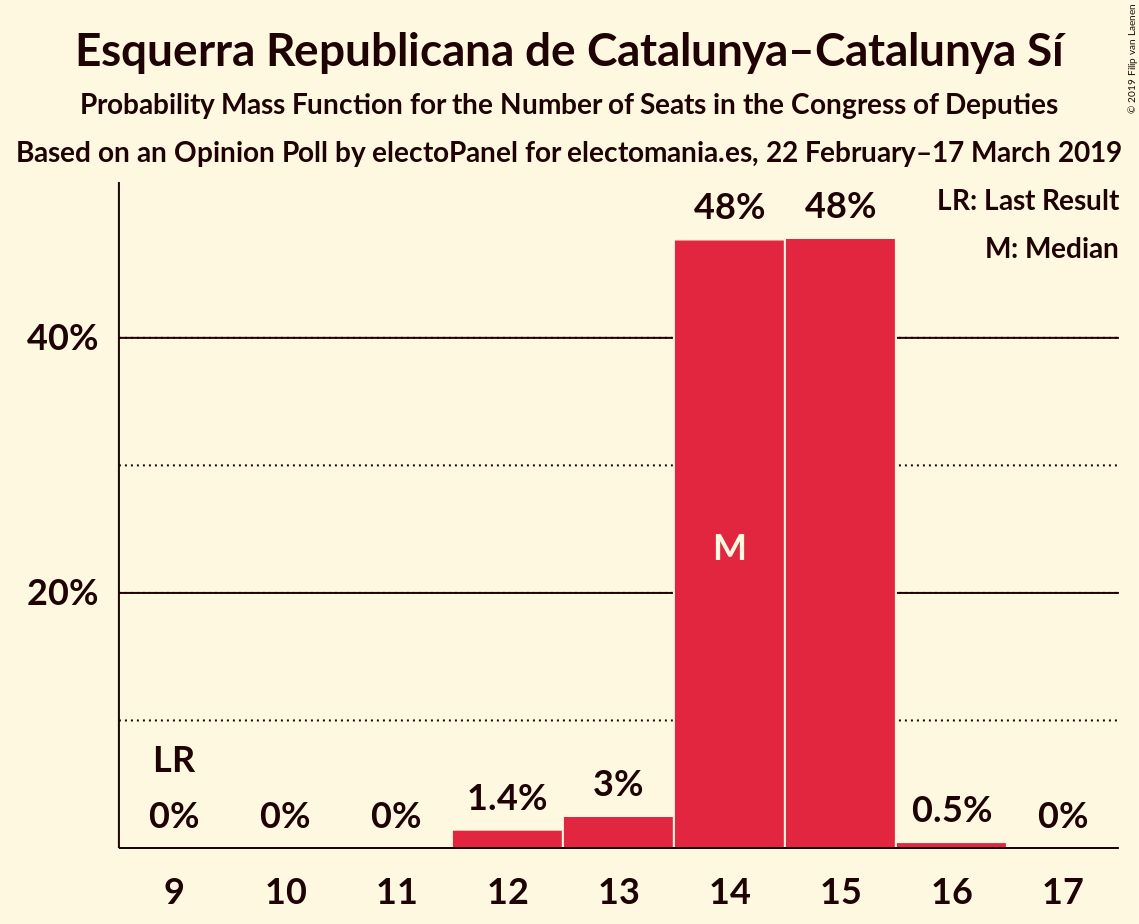 Esquerra Republicana de Catalunya–Catalunya Sí
Probability Mass Function for the Number of Seats in the Congress of Deputies
Based on an Opinion Poll by electoPanel for electomania.es, 22 February–17 March 2019
© 2019 Filip van Laenen
LR: Last Result
M: Median
48% 48%
40%
M
20%
LR
0% 0% 0% 1.4% 3% 0.5% 0%
9 10 11 12 13 14 15 16 17